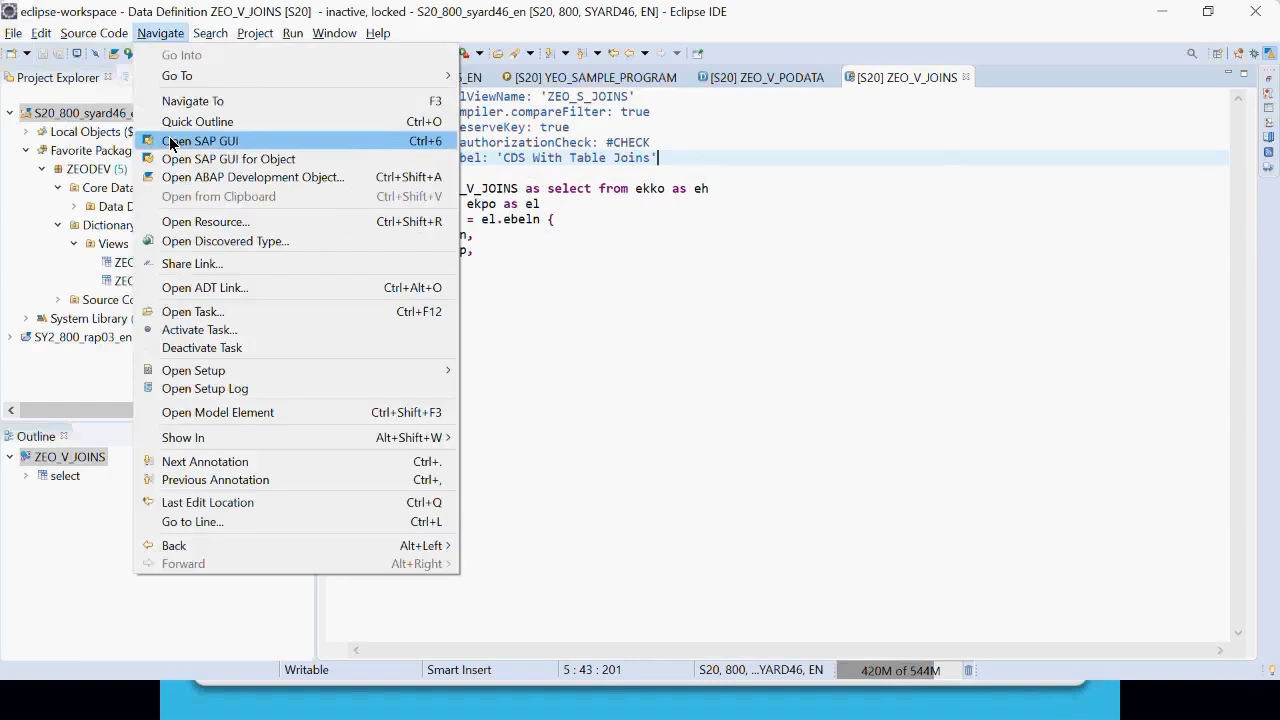 eclipse-workspace - Data Definition ZEO_V_JOINS [S20] - inactive, locked - S20_800_syard46_en [S20, 800, SYARD46, EN] - Eclipse IDE
File Edit Source Code Navigate Search Project Run Window Help
Project Explorer
_EN
[S20] YEO_SAMPLE_PROGRAM
[S20] ZEO_V_PODATA
[S20] ZEO_V_JOINS
S20_800_syard46_e
Local Objects ($
Favorite Packag
ZEODEV (5)
Core Data
Data D
Dictionary
Views
ZEO
ZEO
Source Co
System Library (
SY2_800_rap03_en
Outline
ZEO_V_JOINS
select
Go Into
Go To
Navigate To F3
Quick Outline Ctrl+O
Open SAP GUI Ctrl+6
Open SAP GUI for Object
Open ABAP Development Object... Ctrl+Shift+A
Open from Clipboard Ctrl+Shift+V
Open Resource... Ctrl+Shift+R
Open Discovered Type...
Share Link...
Open ADT Link... Ctrl+Alt+O
Open Task... Ctrl+F12
Activate Task...
Deactivate Task
Open Setup
Open Setup Log
Open Model Element Ctrl+Shift+F3
Show In Alt+Shift+W
Next Annotation Ctrl+.
Previous Annotation Ctrl+,
Last Edit Location Ctrl+Q
Go to Line... Ctrl+L
Back Alt+Left
Forward Alt+Right
lViewName: 'ZEO_S_JOINS'
mpiler.compareFilter: true
eserveKey: true
authorizationCheck: #CHECK
bel: 'CDS With Table Joins'
_V_JOINS as select from ekko as eh
ekpo as el
= el.ebeln {
n,
p,
Writable
Smart Insert
5 : 43 : 201
S20, 800, ...YARD46, EN
420M of 544M